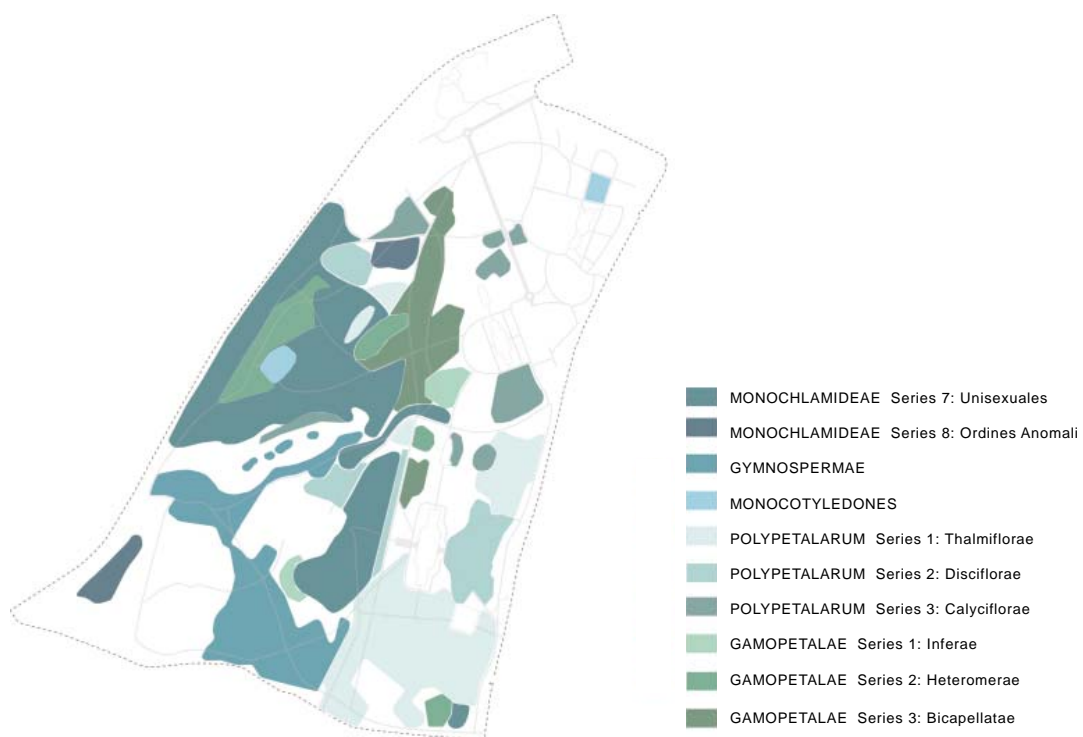 MONOCHLAMIDEAE Series 7: Unisexuales
MONOCHLAMIDEAE Series 8: Ordines Anomali
GYMNOSPERMAE
MONOCOTYLEDONES
POLYPETALARUM Series 1: Thalmiflorae
POLYPETALARUM Series 2: Disciflorae
POLYPETALARUM Series 3: Calyciflorae
GAMOPETALAE Series 1: Inferae
GAMOPETALAE Series 2: Heteromerae
GAMOPETALAE Series 3: Bicapellatae